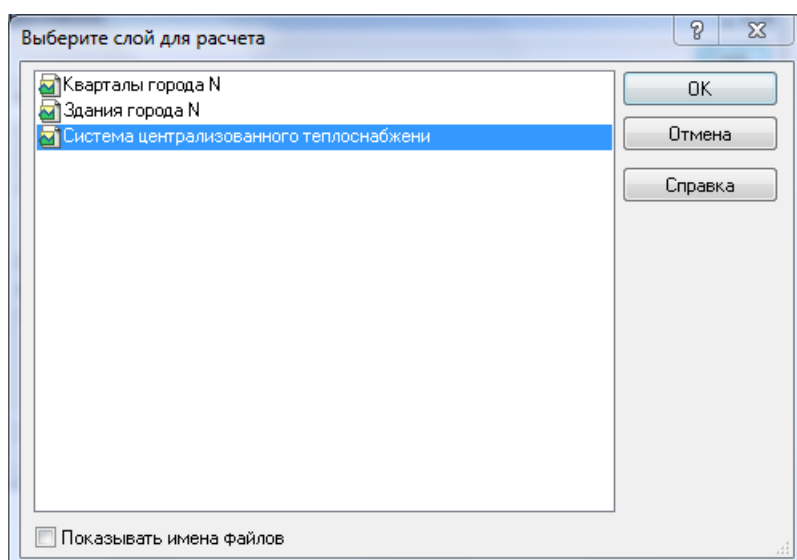 Выберите слой для расчета
Кварталы города N
Здания города N
Система централизованного теплоснабжени
OK
Отмена
Справка
Показывать имена файлов